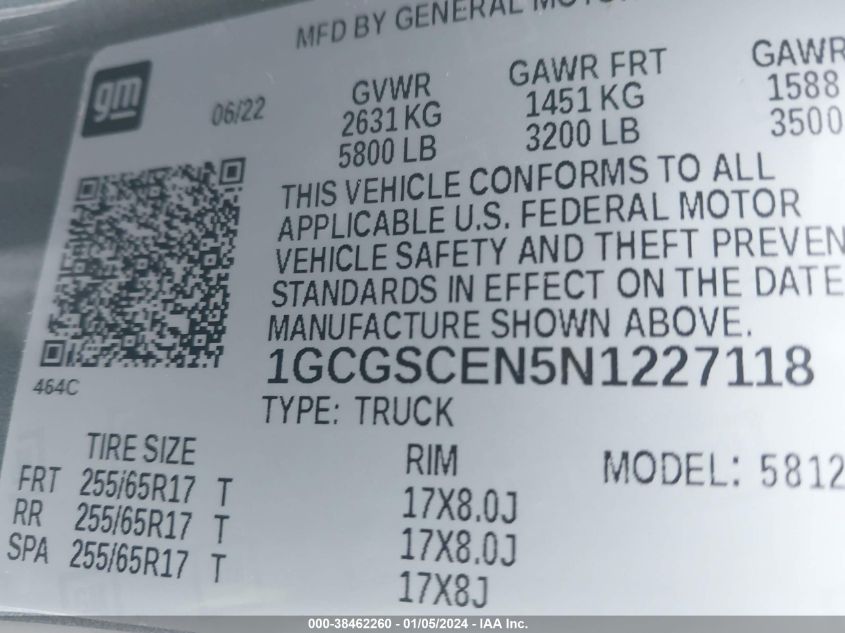 MFD BY GENERAL MOTOR
gm
06/22
GVWR
2631 KG
5800 LB
GAWR FRT
1451 KG
3200 LB
GAWR
1588
3500
THIS VEHICLE CONFORMS TO ALL
APPLICABLE U.S. FEDERAL MOTOR
VEHICLE SAFETY AND THEFT PREVEN
STANDARDS IN EFFECT ON THE DATE
MANUFACTURE SHOWN ABOVE.
1GCGSCEN5N1227118
464C
TYPE: TRUCK
TIRE SIZE RIM MODEL: 5812
FRT 255/65R17 T 17X8.0J
RR 255/65R17 T 17X8.0J
SPA 255/65R17 T 17X8J
000-38462260 - 01/05/2024 - IAA Inc.